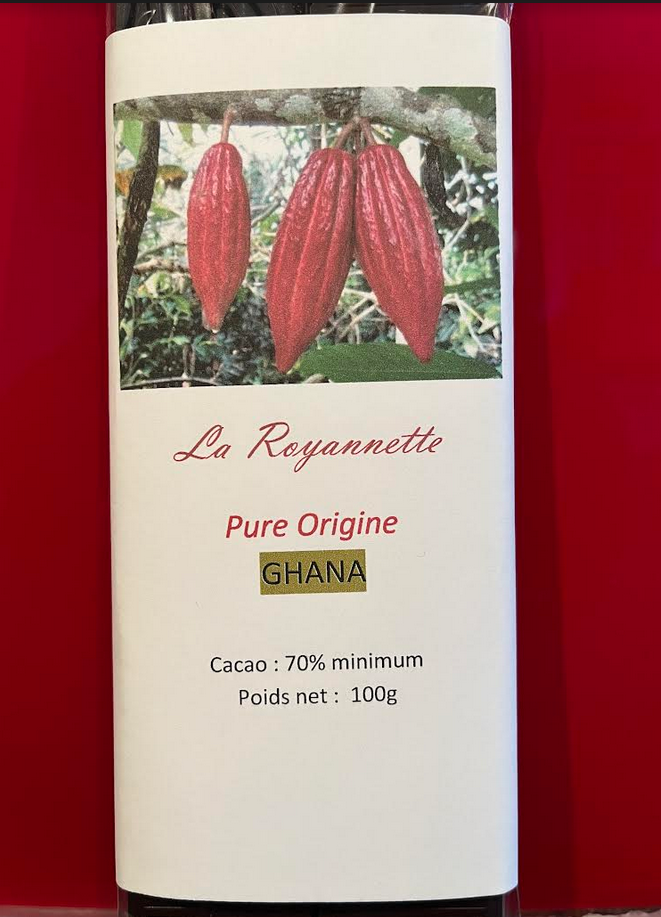 La Royannette
Pure Origine
GHANA
Cacao : 70% minimum
Poids net :  100g